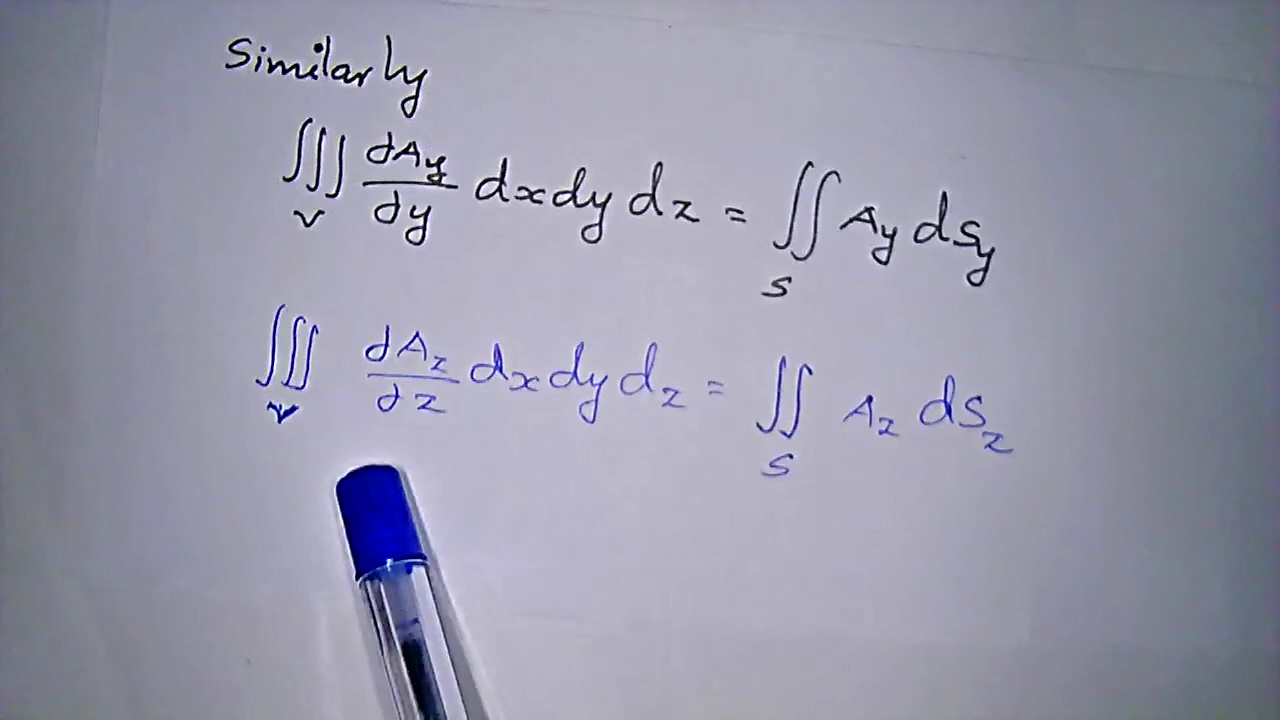 Similarly
∭_V ∂A_y/∂y dx dy dz = ∬_S A_y ds_y
∭_V ∂A_z/∂z dx dy dz = ∬_S A_z ds_z